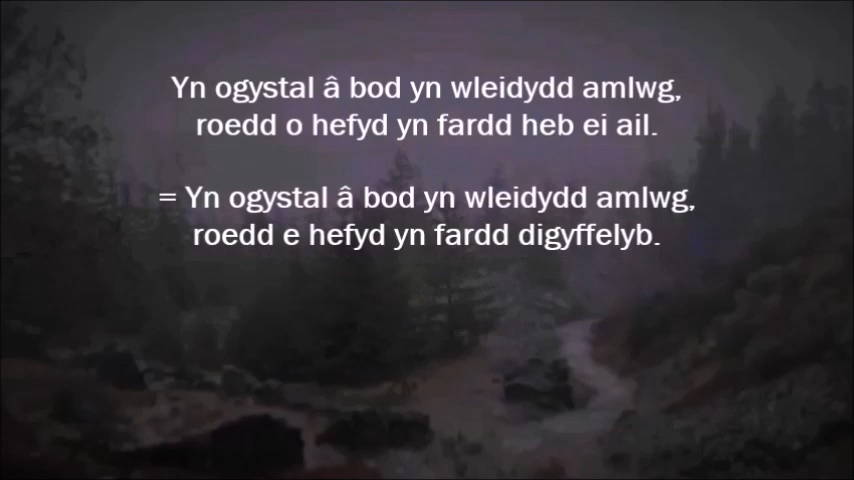 Yn ogystal â bod yn wleidydd amlwg,
roedd o hefyd yn fardd heb ei ail.
= Yn ogystal â bod yn wleidydd amlwg,
roedd e hefyd yn fardd digyffelyb.